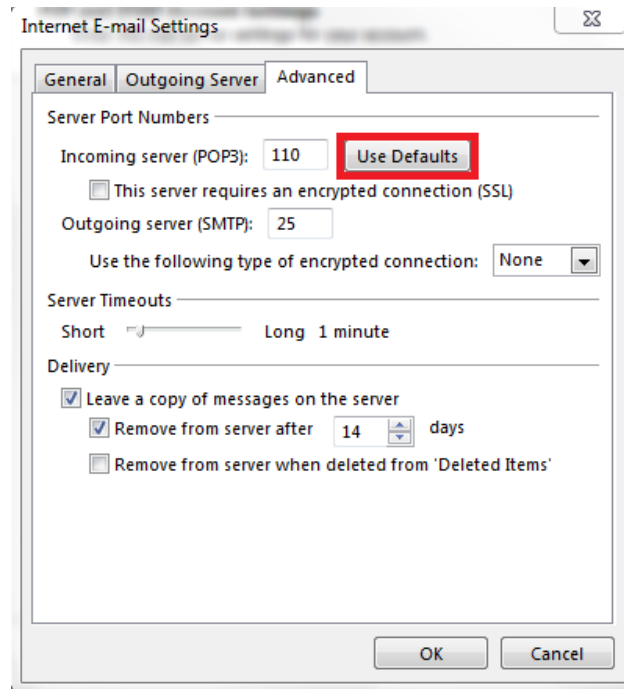 Internet E-mail Settings
General Outgoing Server Advanced
Server Port Numbers
Incoming server (POP3): 110 Use Defaults
This server requires an encrypted connection (SSL)
Outgoing server (SMTP): 25
Use the following type of encrypted connection: None
Server Timeouts
Short Long 1 minute
Delivery
Leave a copy of messages on the server
Remove from server after 14 days
Remove from server when deleted from 'Deleted Items'
OK Cancel